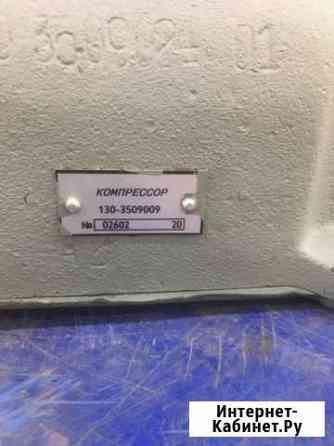 КОМПРЕССОР
130-3509009
№ 02602 20
Интернет-
Кабинет.Ру